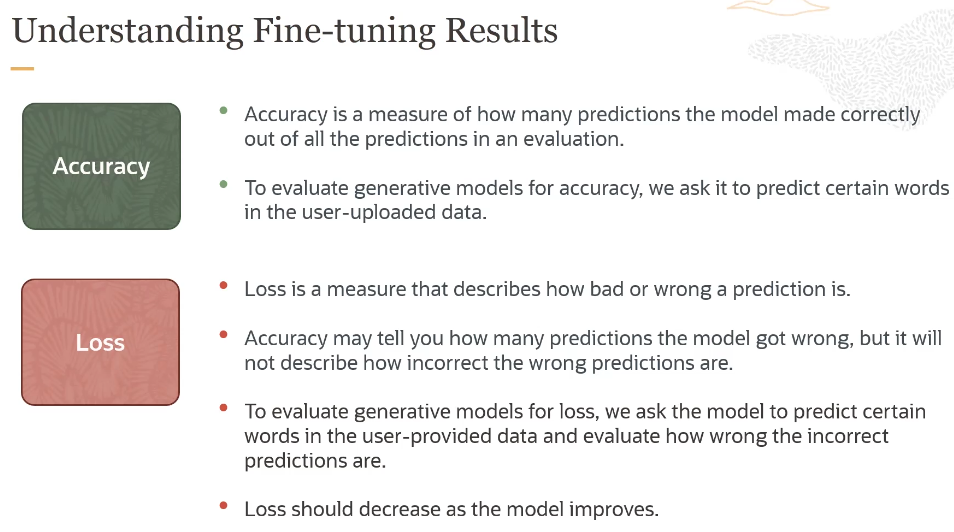 Understanding Fine-tuning Results
Accuracy
• Accuracy is a measure of how many predictions the model made correctly
out of all the predictions in an evaluation.
• To evaluate generative models for accuracy, we ask it to predict certain words
in the user-uploaded data.
Loss
• Loss is a measure that describes how bad or wrong a prediction is.
• Accuracy may tell you how many predictions the model got wrong, but it will
not describe how incorrect the wrong predictions are.
• To evaluate generative models for loss, we ask the model to predict certain
words in the user-provided data and evaluate how wrong the incorrect
predictions are.
• Loss should decrease as the model improves.